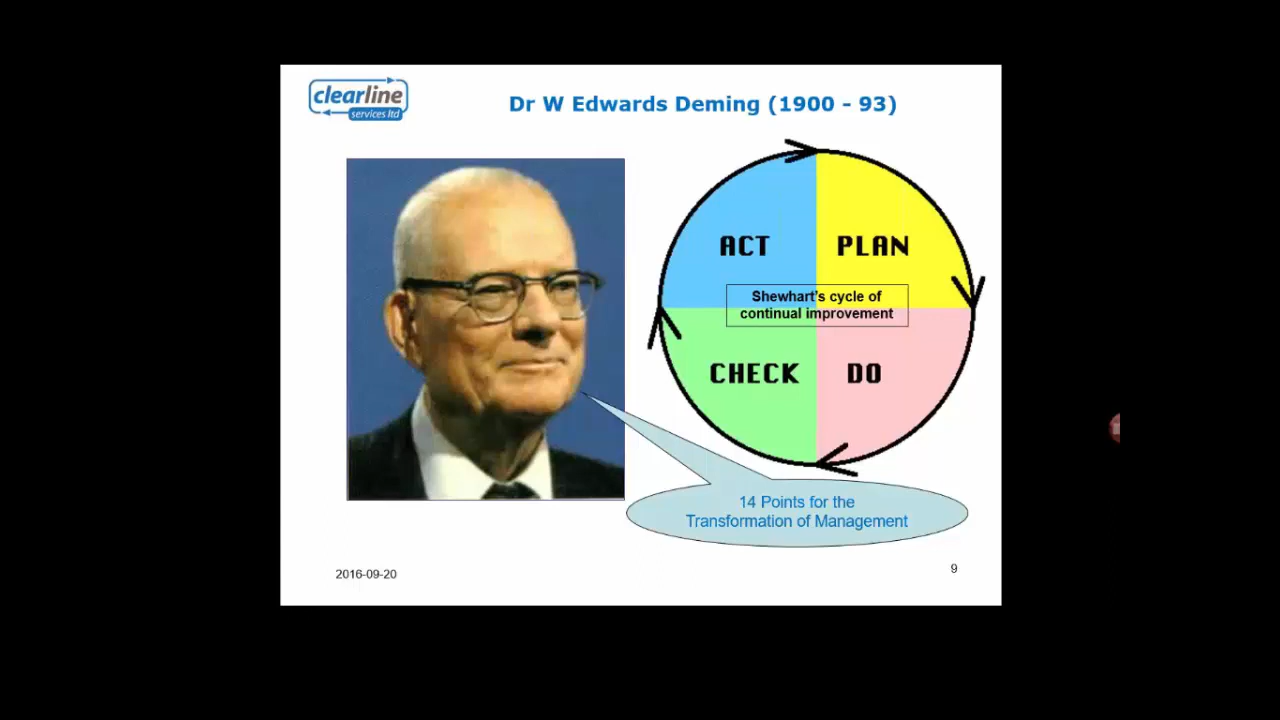 clearline
services ltd
Dr W Edwards Deming (1900 - 93)
ACT
PLAN
Shewhart's cycle of
continual improvement
CHECK
DO
14 Points for the
Transformation of Management
2016-09-20
9